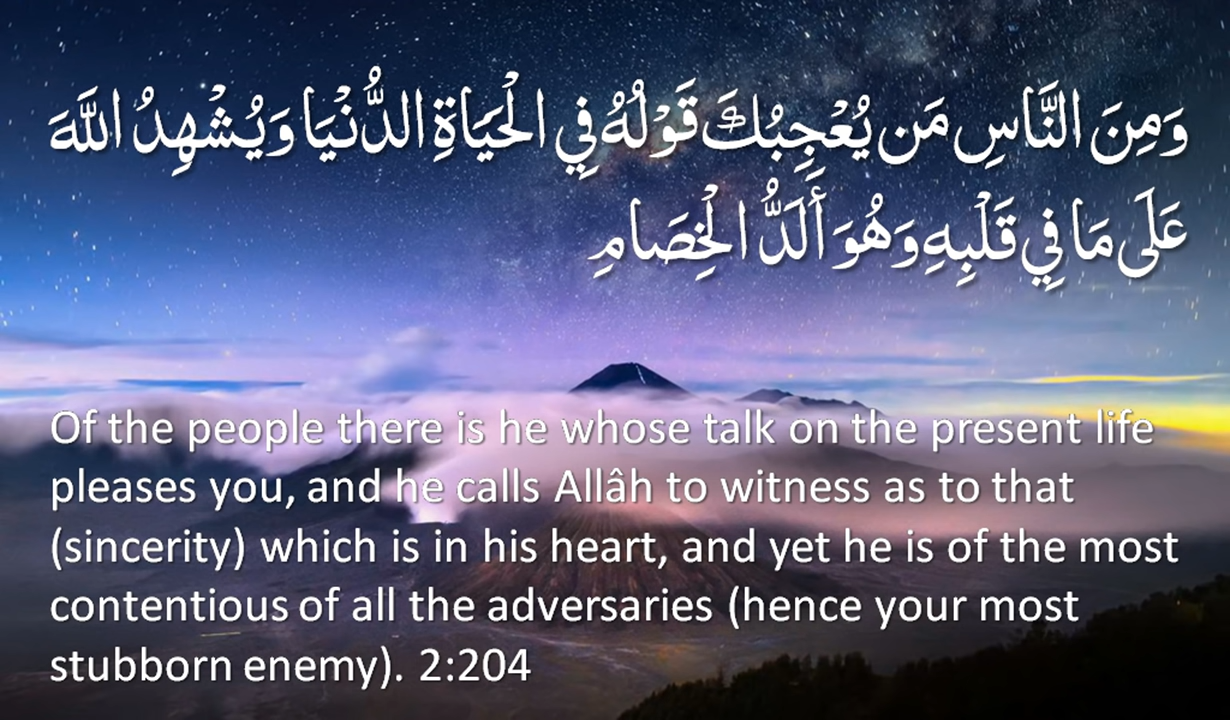 وَمِنَ النَّاسِ مَن يُعْجِبُكَ قَوْلُهُ فِي الْحَيَاةِ الدُّنْيَا وَيُشْهِدُ اللَّهَ
عَلَى مَا فِي قَلْبِهِ وَهُوَ أَلَدُّ الْخِصَامِ
Of the people there is he whose talk on the present life
pleases you, and he calls Allâh to witness as to that
(sincerity) which is in his heart, and yet he is of the most
contentious of all the adversaries (hence your most
stubborn enemy). 2:204